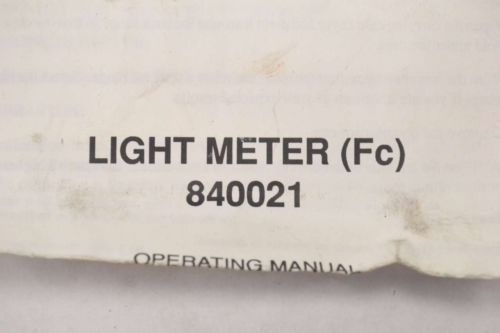 LIGHT METER (Fc)
840021
OPERATING MANUAL